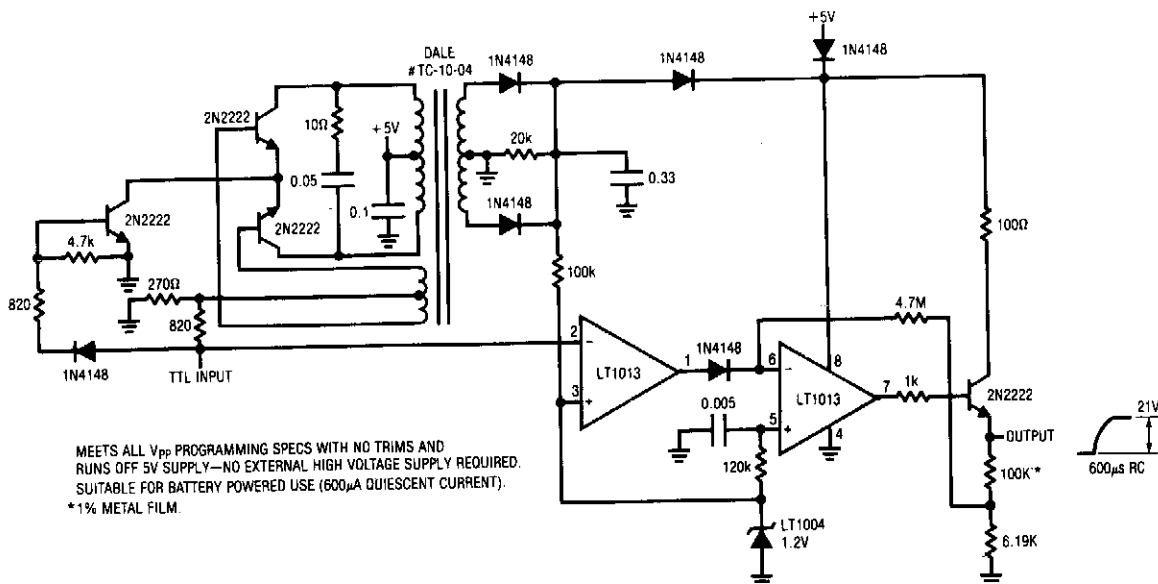 +5V
1N4148
DALE
#TC-10-04
1N4148
1N4148
2N2222
10Ω
+5V
20k
0.05
0.33
0.1
1N4148
2N2222
2N2222
4.7k
100Ω
270Ω
100k
820
820
4.7M
2
1N4148
6
8
1
LT1013
LT1013
7
1k
2N2222
1N4148
TTL INPUT
3
0.005
5
4
21V
OUTPUT
120k
100K*
600µs RC
MEETS ALL VPP PROGRAMMING SPECS WITH NO TRIMS AND
RUNS OFF 5V SUPPLY—NO EXTERNAL HIGH VOLTAGE SUPPLY REQUIRED.
SUITABLE FOR BATTERY POWERED USE (600µA QUIESCENT CURRENT).
*1% METAL FILM.
LT1004
1.2V
6.19K